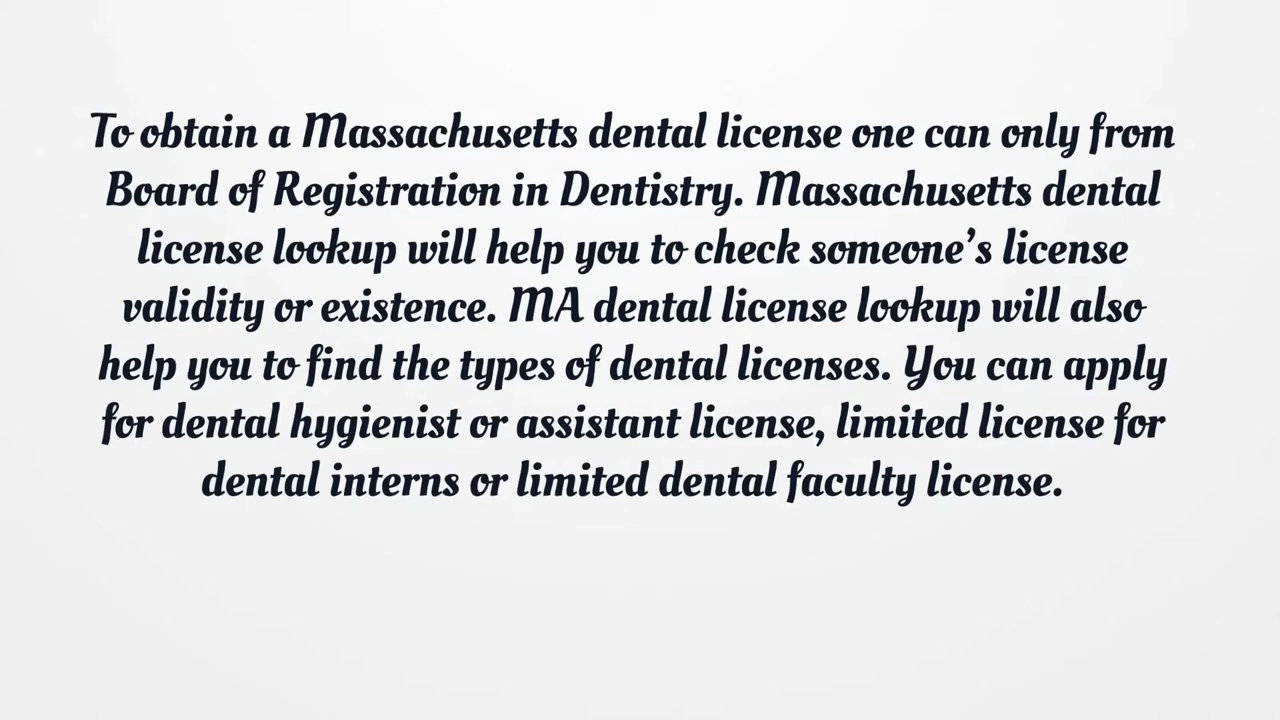 To obtain a Massachusetts dental license one can only from
Board of Registration in Dentistry. Massachusetts dental
license lookup will help you to check someone’s license
validity or existence. MA dental license lookup will also
help you to find the types of dental licenses. You can apply
for dental hygienist or assistant license, limited license for
dental interns or limited dental faculty license.